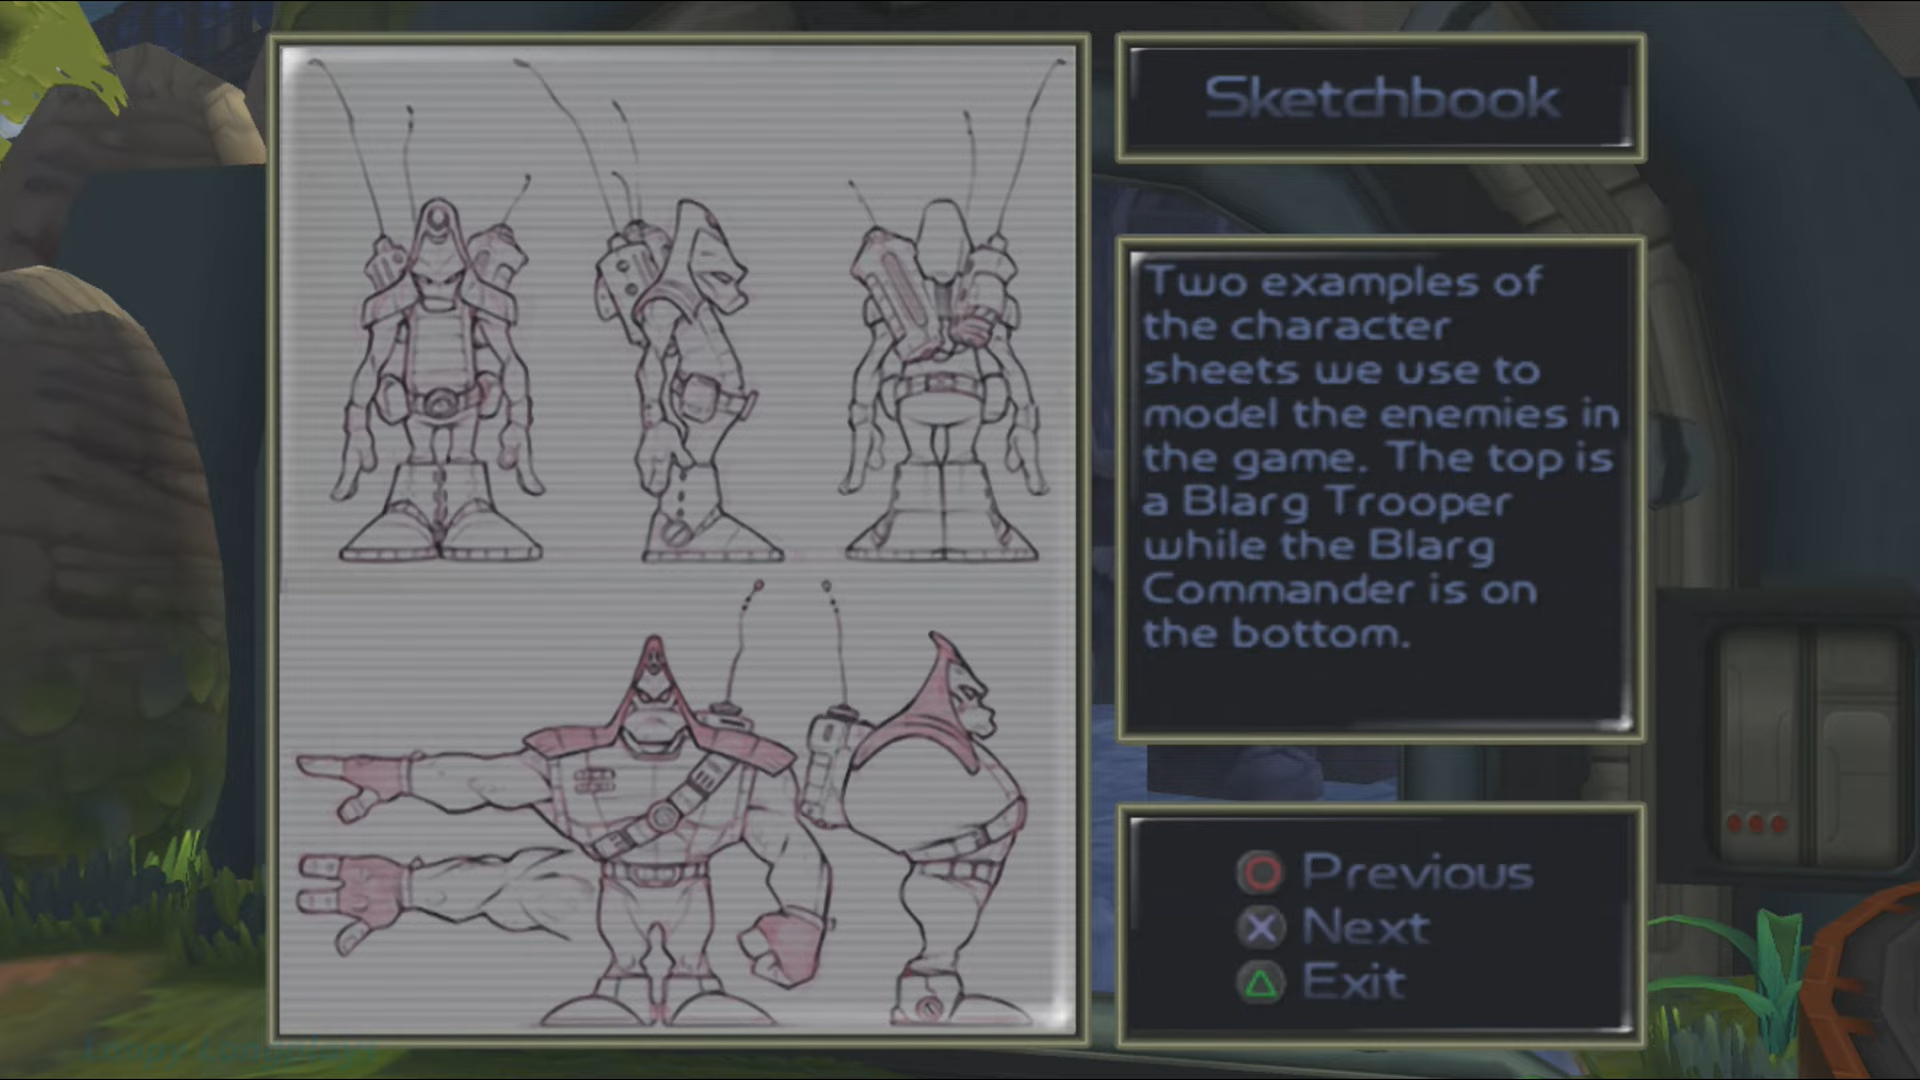 Sketchbook
Two examples of
the character
sheets we use to
model the enemies in
the game. The top is
a Blarg Trooper
while the Blarg
Commander is on
the bottom.
Previous
Next
Exit